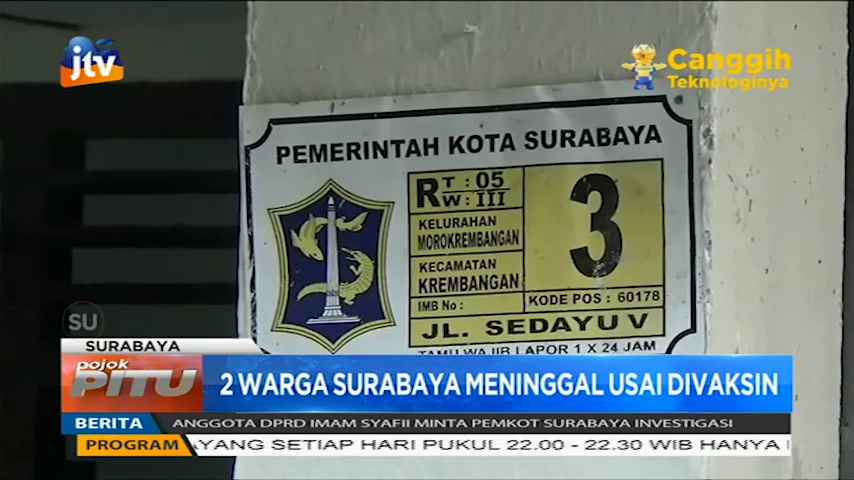 jtv
Canggih
Teknologinya
PEMERINTAH KOTA SURABAYA
RT : 05
RW : III
3
KELURAHAN
MOROKREMBANGAN
KECAMATAN
KREMBANGAN
IMB No :
KODE POS : 60178
JL. SEDAYU V
TAMU WAJIB LAPOR 1 X 24 JAM
SU
SURABAYA
pojok
PITU
2 WARGA SURABAYA MENINGGAL USAI DIVAKSIN
BERITA
ANGGOTA DPRD IMAM SYAFII MINTA PEMKOT SURABAYA INVESTIGASI
PROGRAM
AYANG SETIAP HARI PUKUL 22.00 - 22.30 WIB HANYA